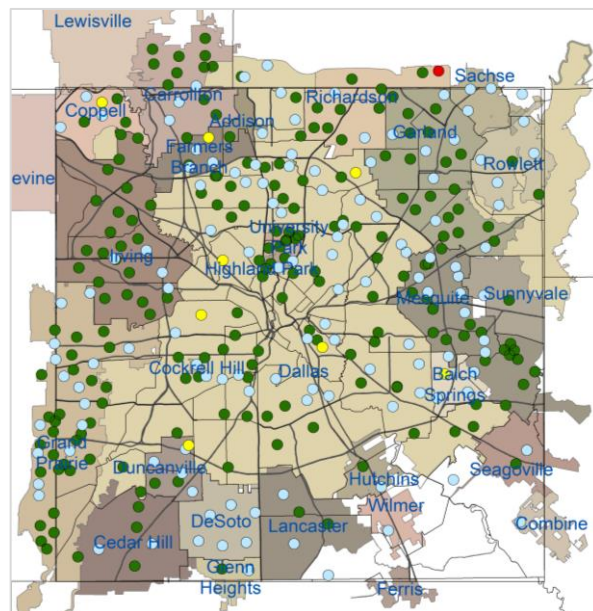 Lewisville
Sachse
Coppell
Carrollton
Richardson
Addison
Garland
Farmers
Branch
Rowlett
evine
University
Park
Irving
Highland Park
Mesquite
Sunnyvale
Cockrell Hill
Dallas
Balch
Springs
Grand
Prairie
Duncanville
Hutchins
Seagoville
DeSoto
Lancaster
Wilmer
Combine
Cedar Hill
Glenn
Heights
Ferris